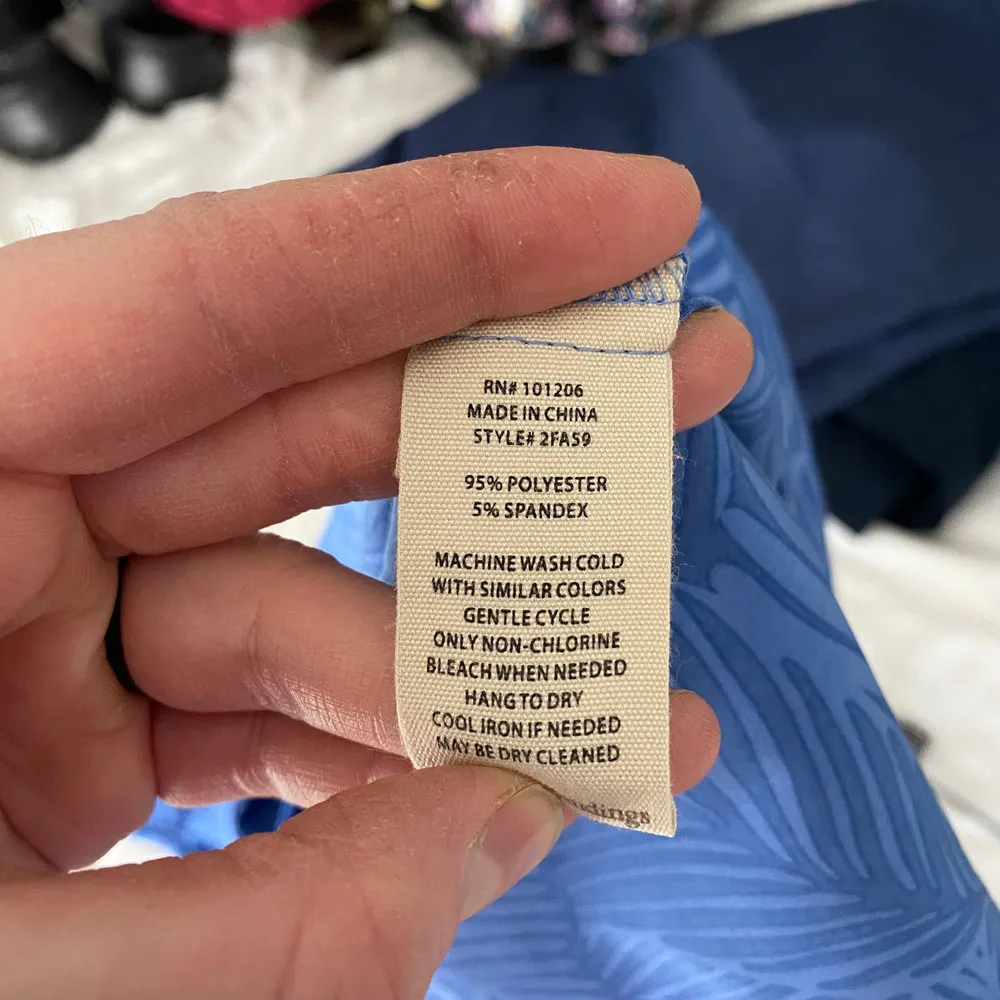 RN# 101206
MADE IN CHINA
STYLE# 2FA59
95% POLYESTER
5% SPANDEX
MACHINE WASH COLD
WITH SIMILAR COLORS
GENTLE CYCLE
ONLY NON-CHLORINE
BLEACH WHEN NEEDED
HANG TO DRY
COOL IRON IF NEEDED
MAY BE DRY CLEANED